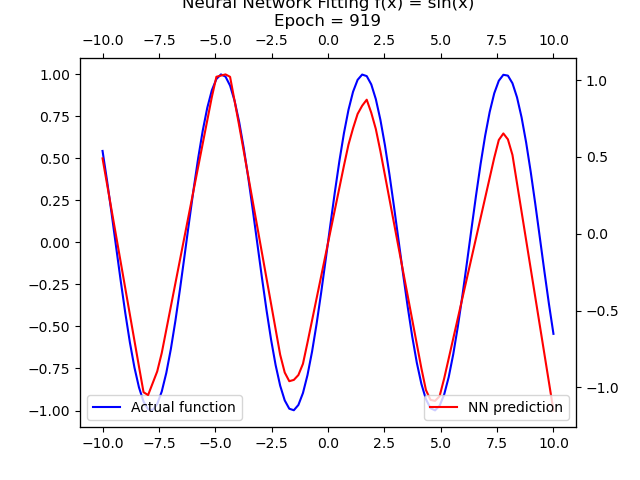 Neural Network Fitting f(x) = sin(x)
Epoch = 919
−10.0 −7.5 −5.0 −2.5 0.0 2.5 5.0 7.5 10.0
1.00
0.75
0.50
0.25
0.00
−0.25
−0.50
−0.75
−1.00
1.0
0.5
0.0
−0.5
−1.0
Actual function
NN prediction
−10.0 −7.5 −5.0 −2.5 0.0 2.5 5.0 7.5 10.0